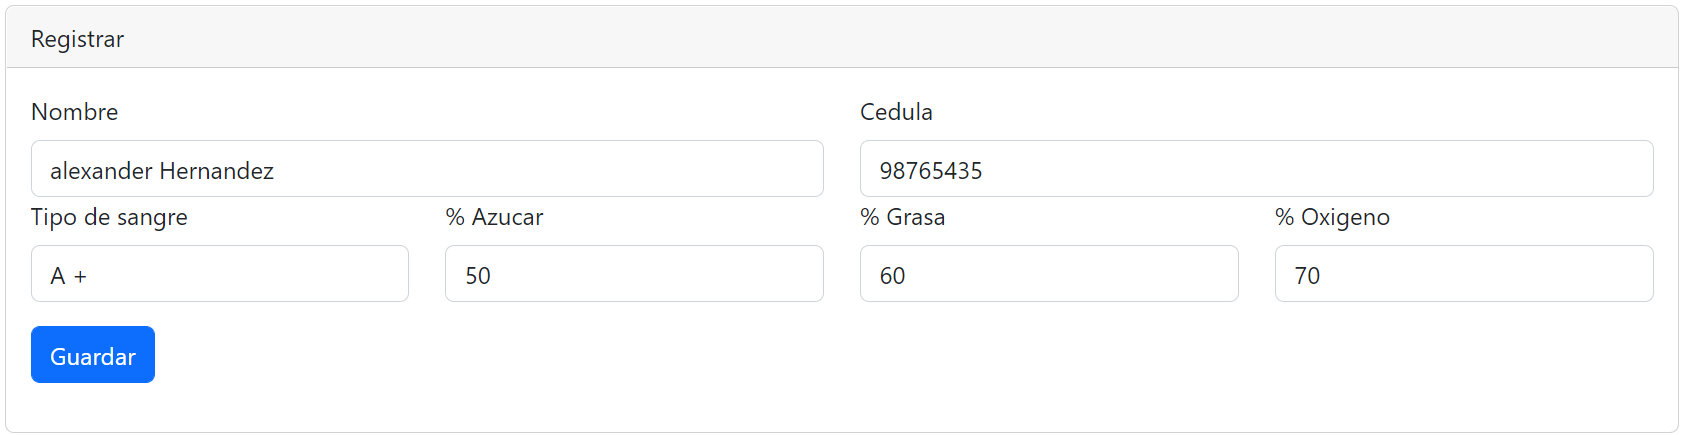 Registrar
Nombre Cedula
alexander Hernandez 98765435
Tipo de sangre % Azucar % Grasa % Oxigeno
A + 50 60 70
Guardar